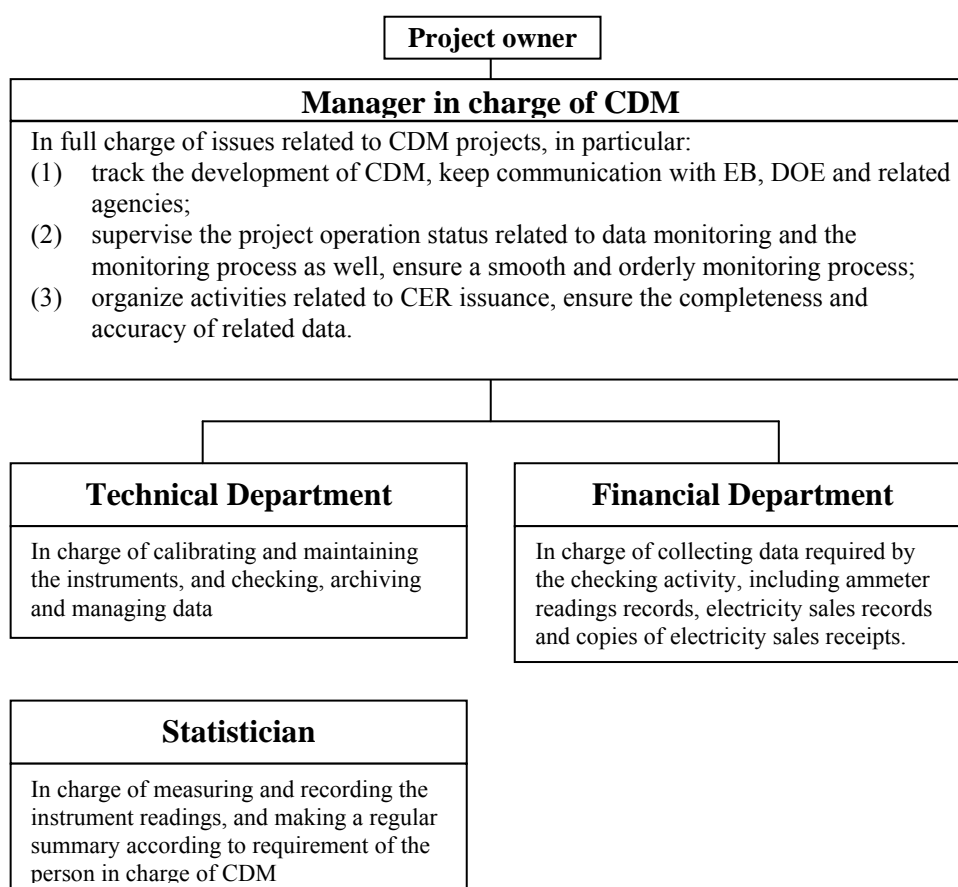 Project owner
Manager in charge of CDM
In full charge of issues related to CDM projects, in particular:
(1) track the development of CDM, keep communication with EB, DOE and related
agencies;
(2) supervise the project operation status related to data monitoring and the
monitoring process as well, ensure a smooth and orderly monitoring process;
(3) organize activities related to CER issuance, ensure the completeness and
accuracy of related data.
Technical Department
In charge of calibrating and maintaining
the instruments, and checking, archiving
and managing data
Financial Department
In charge of collecting data required by
the checking activity, including ammeter
readings records, electricity sales records
and copies of electricity sales receipts.
Statistician
In charge of measuring and recording the
instrument readings, and making a regular
summary according to requirement of the
person in charge of CDM